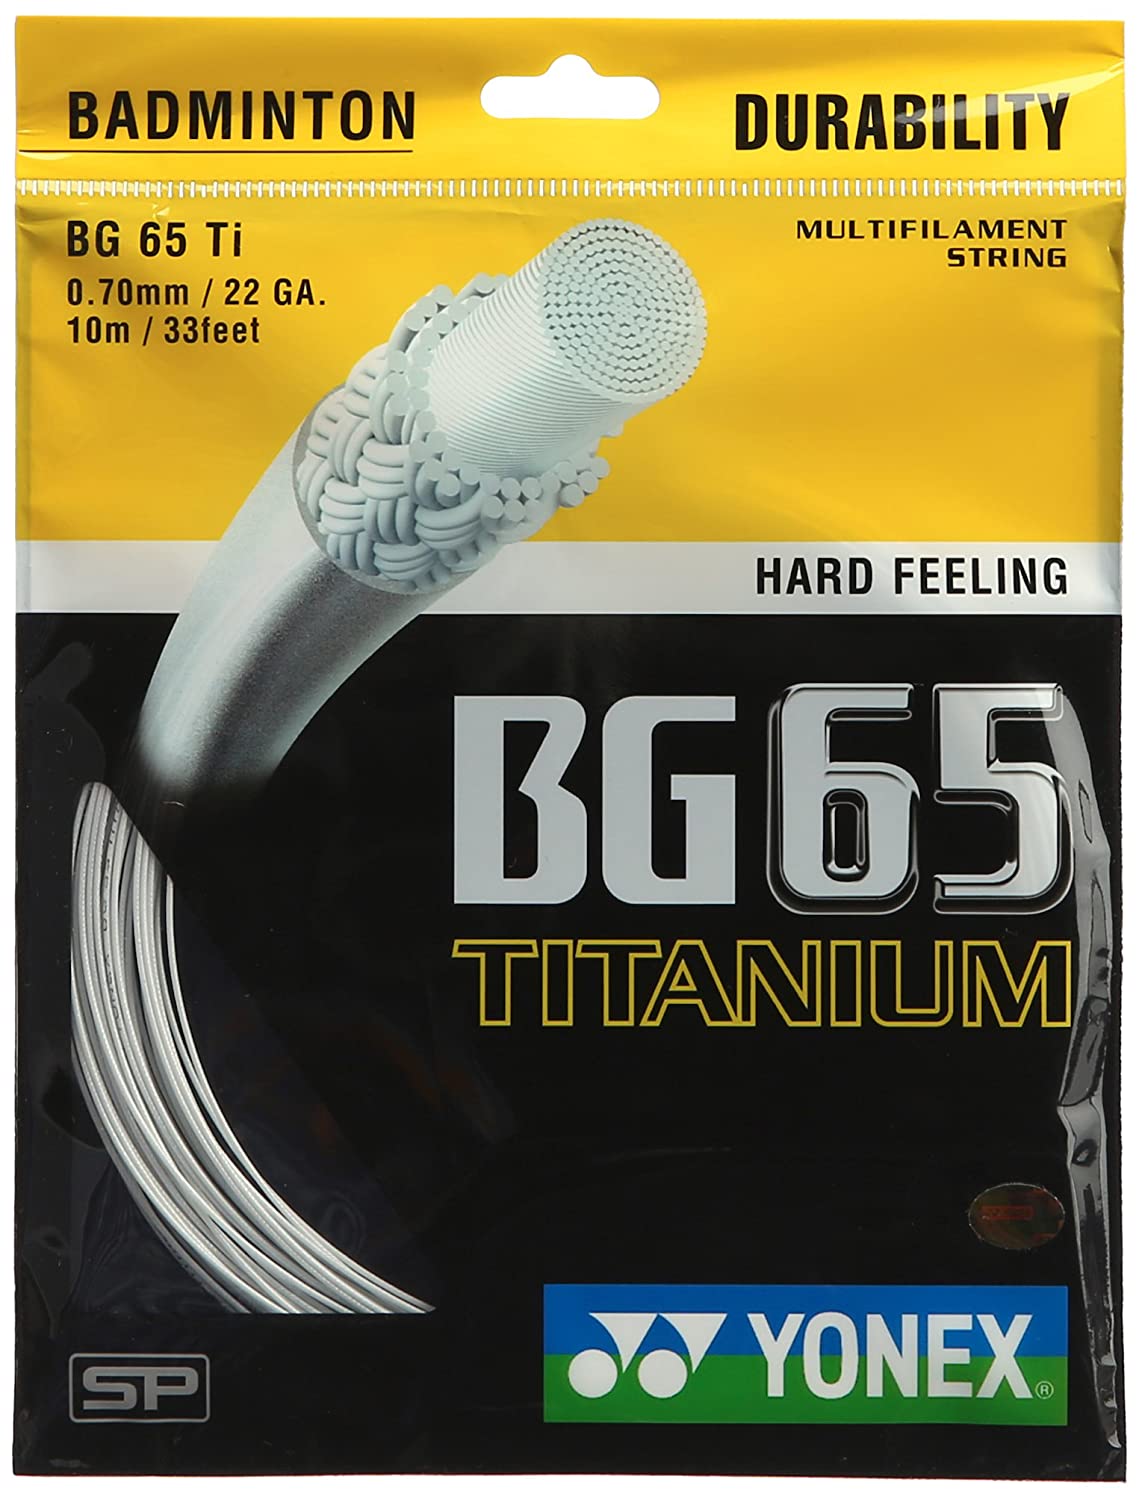 BADMINTON
DURABILITY
BG 65 Ti
0.70mm / 22 GA.
10m / 33feet
MULTIFILAMENT
STRING
HARD FEELING
BG65
TITANIUM
SP
YONEX®